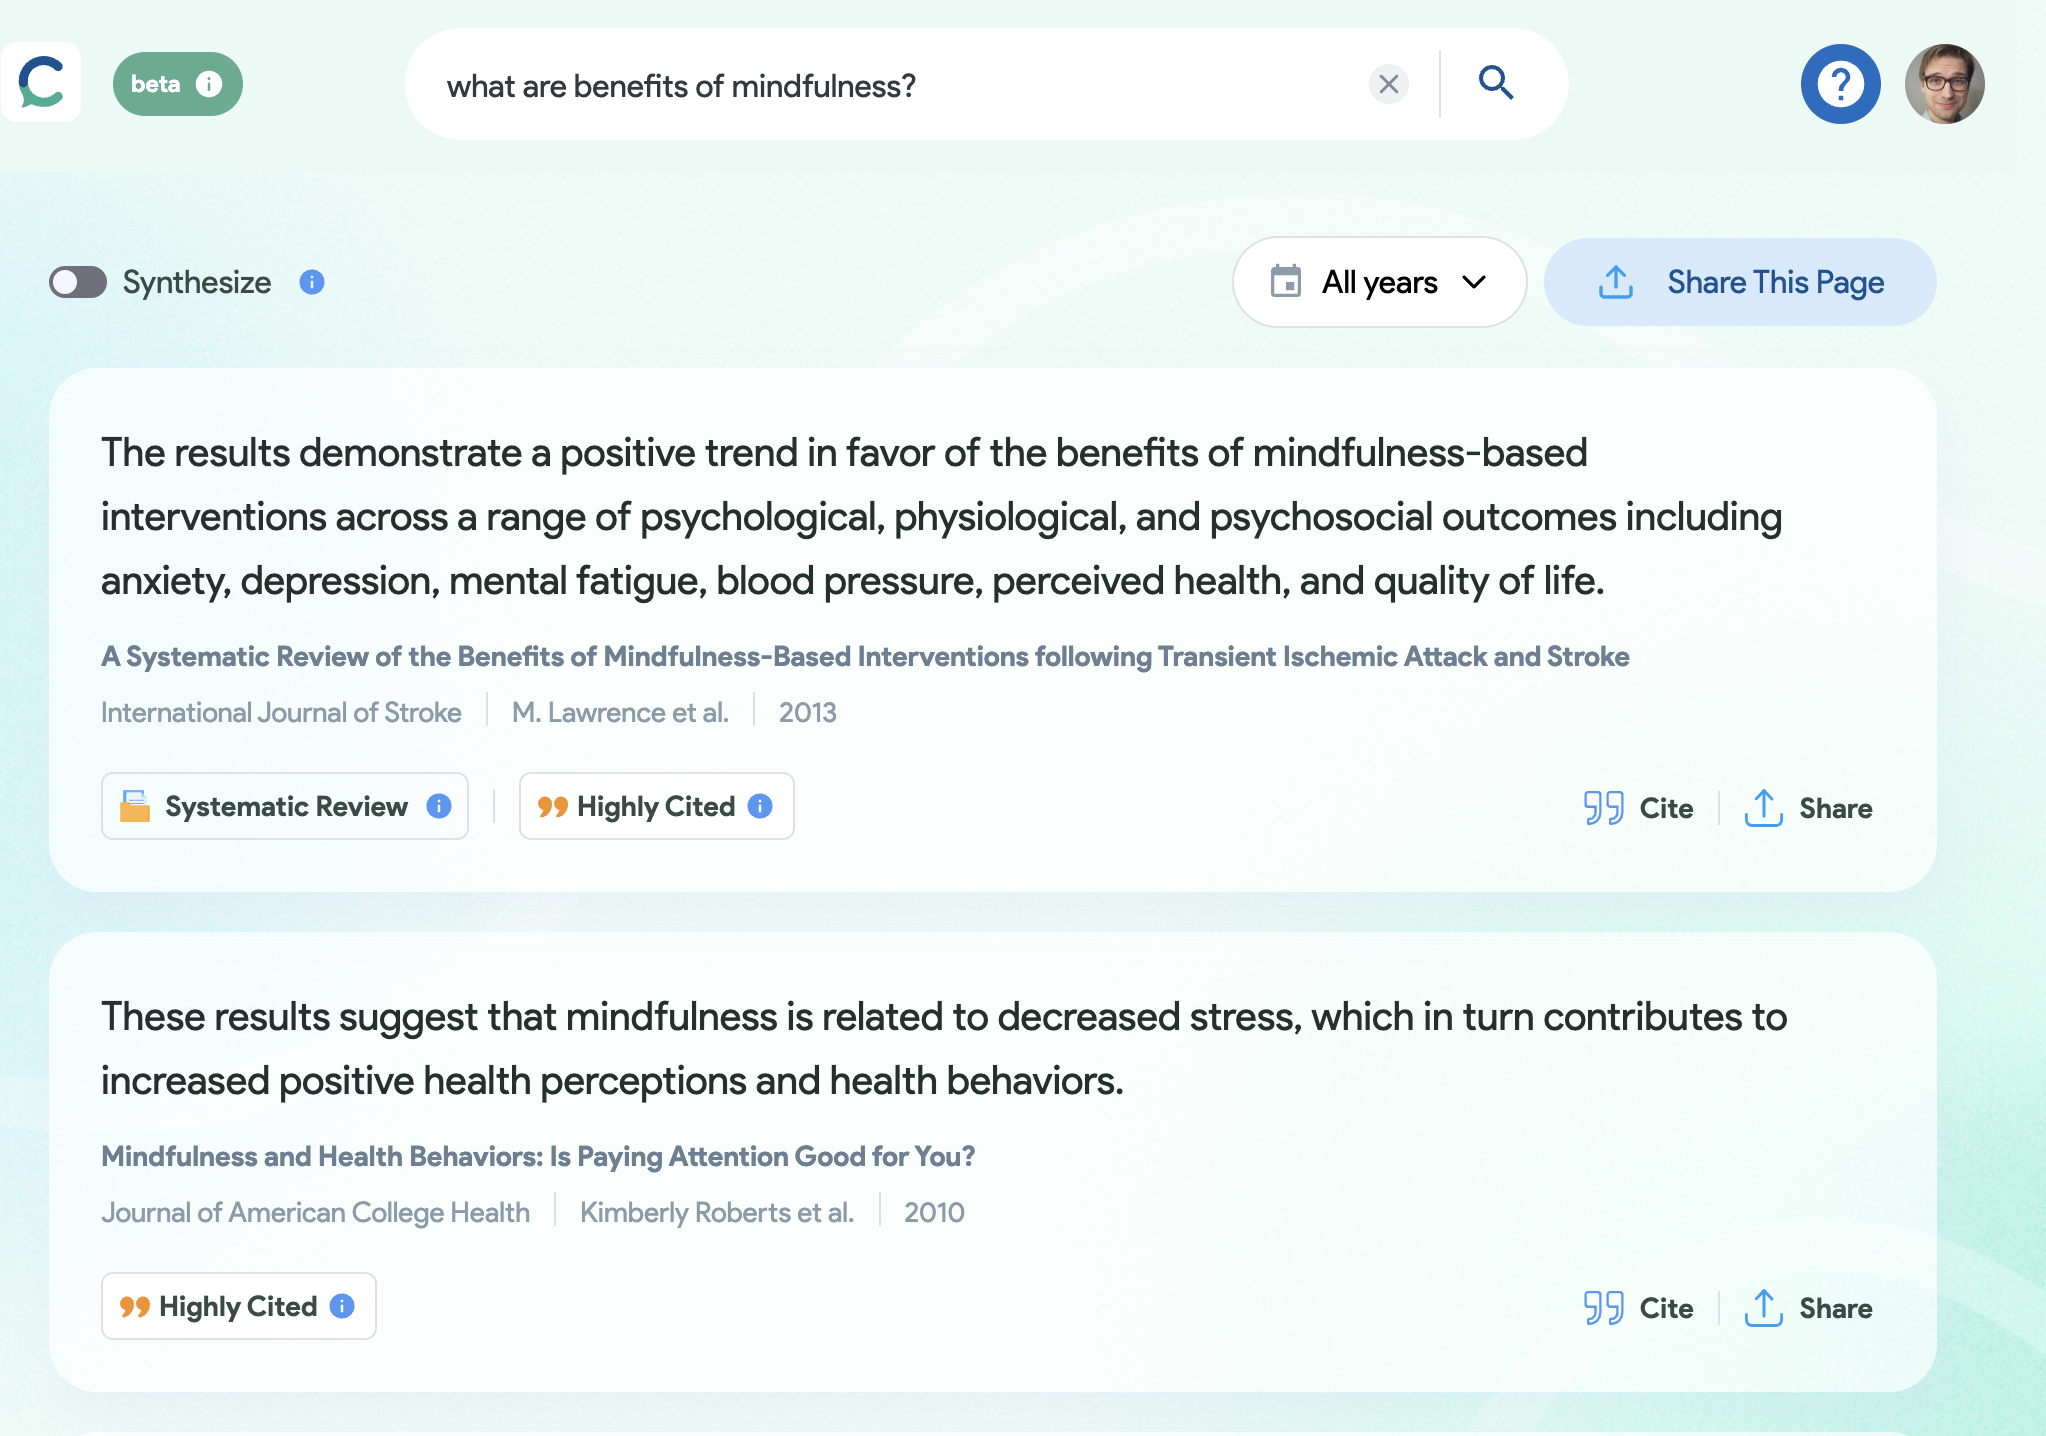 beta
what are benefits of mindfulness?
Synthesize
All years
Share This Page
The results demonstrate a positive trend in favor of the benefits of mindfulness-based
interventions across a range of psychological, physiological, and psychosocial outcomes including
anxiety, depression, mental fatigue, blood pressure, perceived health, and quality of life.
A Systematic Review of the Benefits of Mindfulness-Based Interventions following Transient Ischemic Attack and Stroke
International Journal of Stroke | M. Lawrence et al. | 2013
Systematic Review
Highly Cited
Cite
Share
These results suggest that mindfulness is related to decreased stress, which in turn contributes to
increased positive health perceptions and health behaviors.
Mindfulness and Health Behaviors: Is Paying Attention Good for You?
Journal of American College Health | Kimberly Roberts et al. | 2010
Highly Cited
Cite
Share